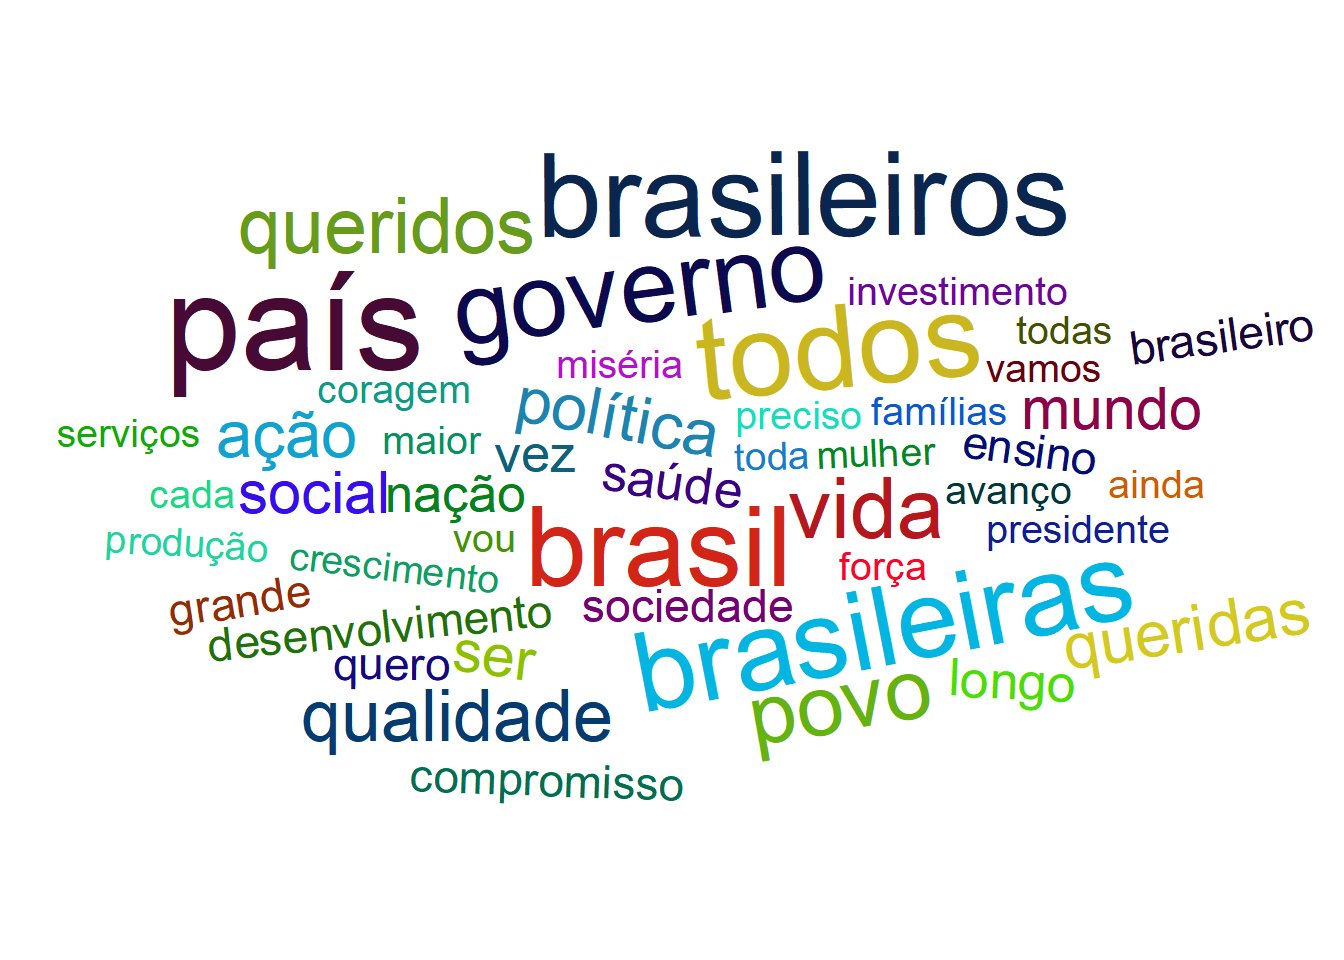 brasileiros
queridos
governo
país
investimento
todos
todas
brasileiro
miséria
vamos
coragem
política
preciso
famílias
mundo
serviços
ação
maior
vez
toda
mulher
ensino
saúde
cada
social
nação
vida
avanço
ainda
produção
vou
brasil
presidente
crescimento
força
grande
desenvolvimento
sociedade
brasileiras
queridas
quero
ser
povo
longo
qualidade
compromisso